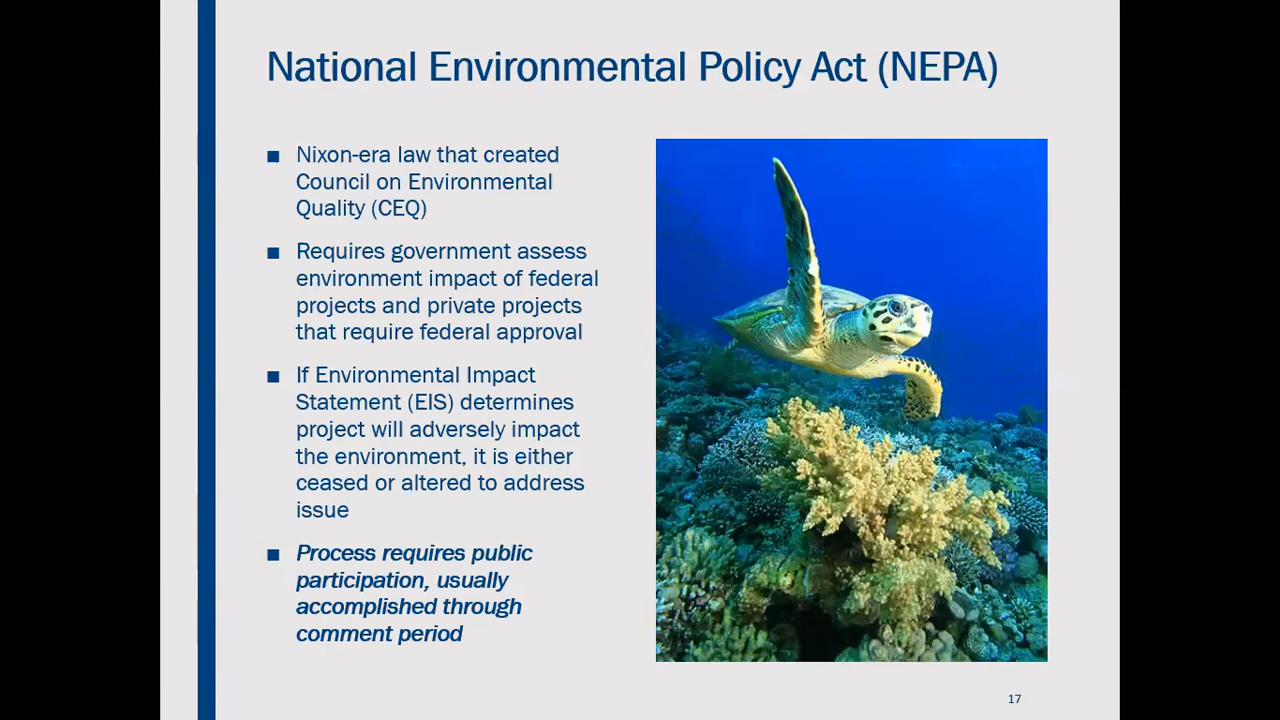 National Environmental Policy Act (NEPA)
■ Nixon-era law that created
Council on Environmental
Quality (CEQ)
■ Requires government assess
environment impact of federal
projects and private projects
that require federal approval
■ If Environmental Impact
Statement (EIS) determines
project will adversely impact
the environment, it is either
ceased or altered to address
issue
■ Process requires public
participation, usually
accomplished through
comment period
17